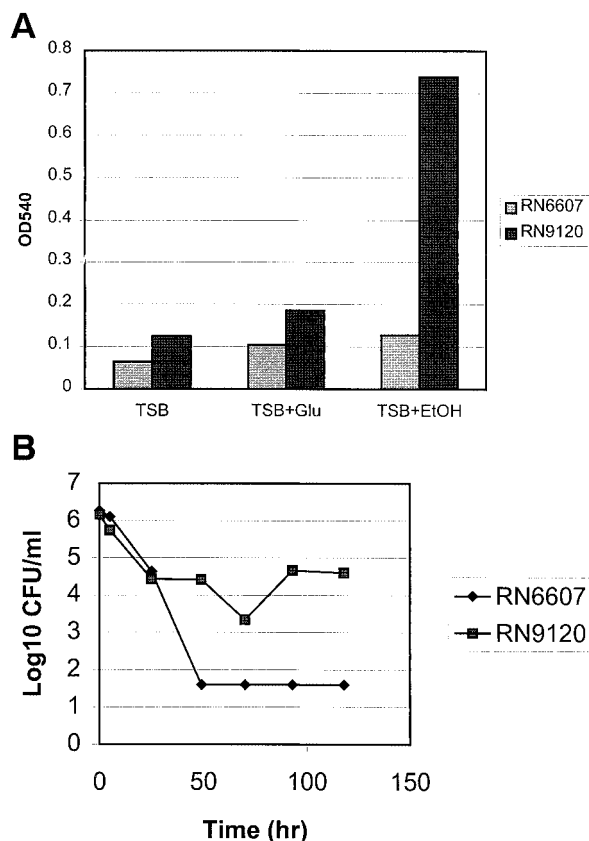 A
0.8
0.7
0.6
0.5
0.4
0.3
0.2
0.1
0
OD540
TSB
TSB+Glu
TSB+EtOH
RN6607
RN9120
B
7
6
5
4
3
2
1
0
Log10 CFU/ml
0
50
100
150
Time (hr)
RN6607
RN9120